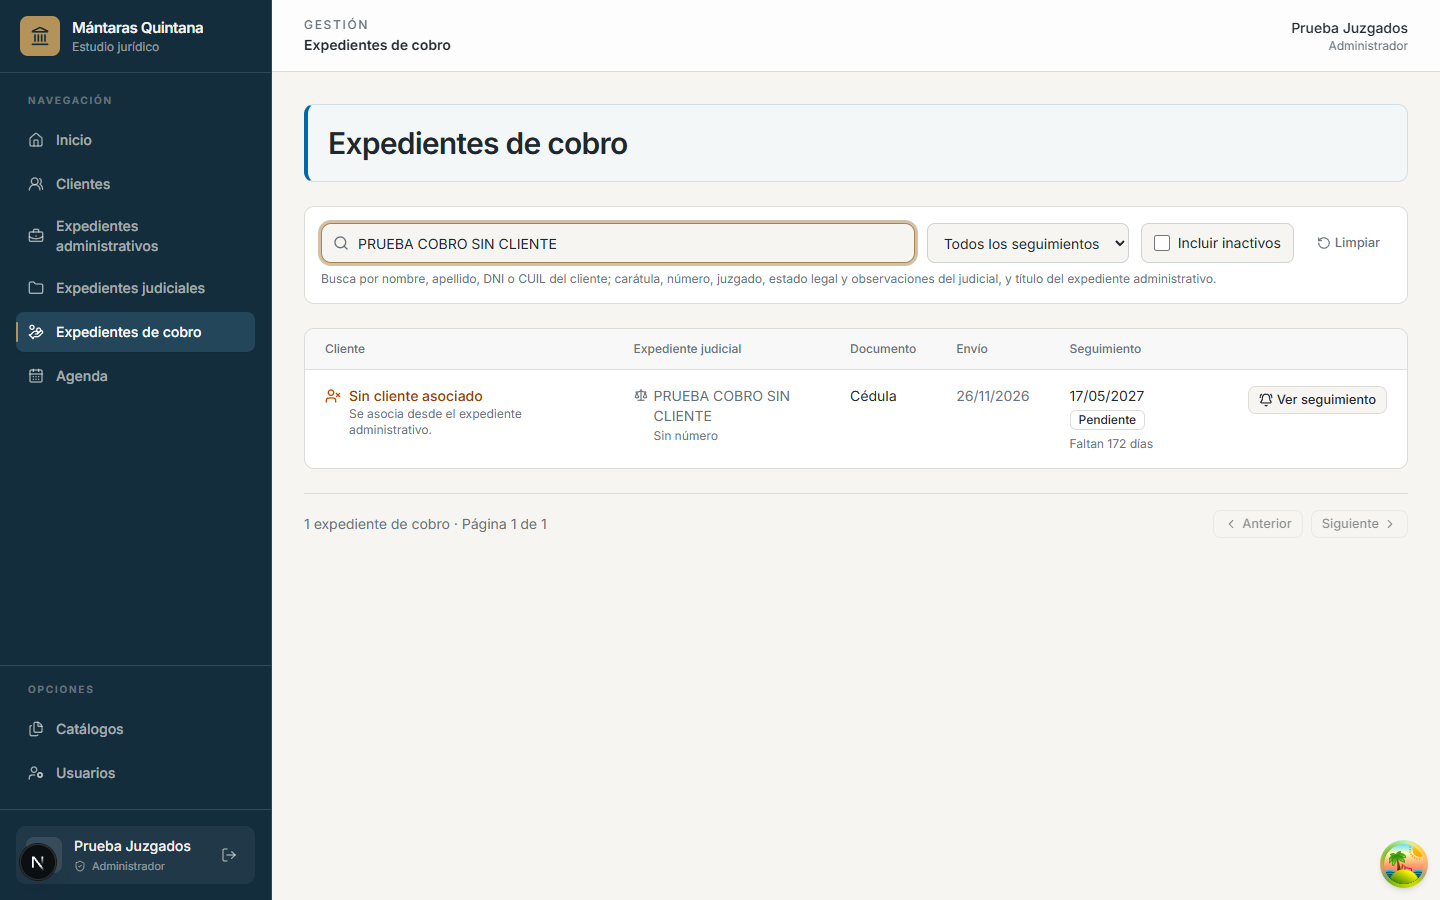 Mántaras Quintana
Estudio jurídico
NAVEGACIÓN
Inicio
Clientes
Expedientes
administrativos
Expedientes judiciales
Expedientes de cobro
Agenda
OPCIONES
Catálogos
Usuarios
N
Prueba Juzgados
Administrador
GESTIÓN
Expedientes de cobro
Prueba Juzgados
Administrador
Expedientes de cobro
PRUEBA COBRO SIN CLIENTE
Todos los seguimientos
Incluir inactivos
Limpiar
Busca por nombre, apellido, DNI o CUIL del cliente; carátula, número, juzgado, estado legal y observaciones del judicial, y título del expediente administrativo.
Cliente Expediente judicial Documento Envío Seguimiento
Sin cliente asociado
Se asocia desde el expediente
administrativo.
PRUEBA COBRO SIN
CLIENTE
Sin número
Cédula
26/11/2026
17/05/2027
Pendiente
Faltan 172 días
Ver seguimiento
1 expediente de cobro · Página 1 de 1
Anterior
Siguiente